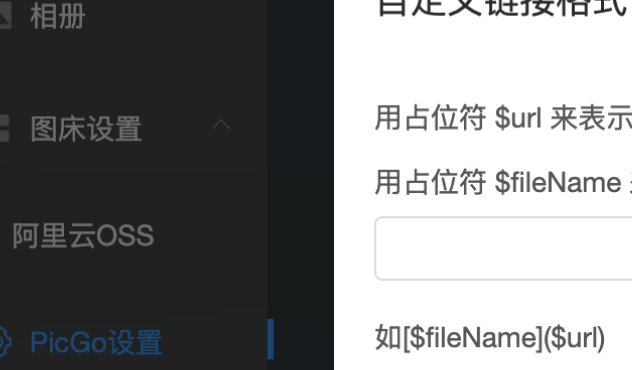 相册
图床设置
阿里云OSS
PicGo设置
自定义链接格式
用占位符 $url 来表示
用占位符 $fileName
如[$fileName]($url)